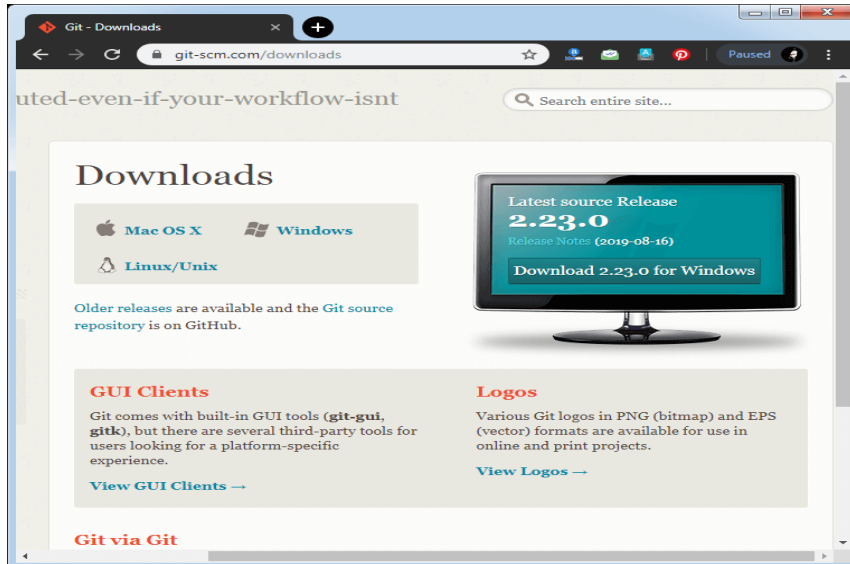 Git - Downloads
git-scm.com/downloads
Paused
uted-even-if-your-workflow-isnt
Search entire site...
Downloads
Mac OS X
Windows
Linux/Unix
Older releases are available and the Git source
repository is on GitHub.
Latest source Release
2.23.0
Release Notes (2019-08-16)
Download 2.23.0 for Windows
GUI Clients
Git comes with built-in GUI tools (git-gui,
gitk), but there are several third-party tools for
users looking for a platform-specific
experience.
View GUI Clients →
Logos
Various Git logos in PNG (bitmap) and EPS
(vector) formats are available for use in
online and print projects.
View Logos →
Git via Git